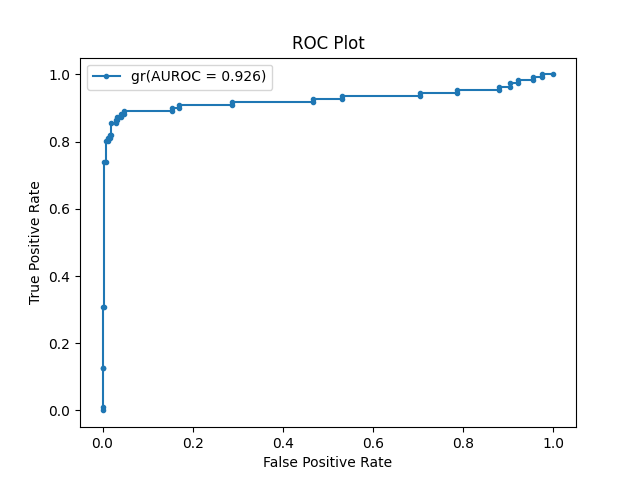 ROC Plot
gr(AUROC = 0.926)
1.0
0.8
0.6
0.4
0.2
0.0
True Positive Rate
0.0 0.2 0.4 0.6 0.8 1.0
False Positive Rate